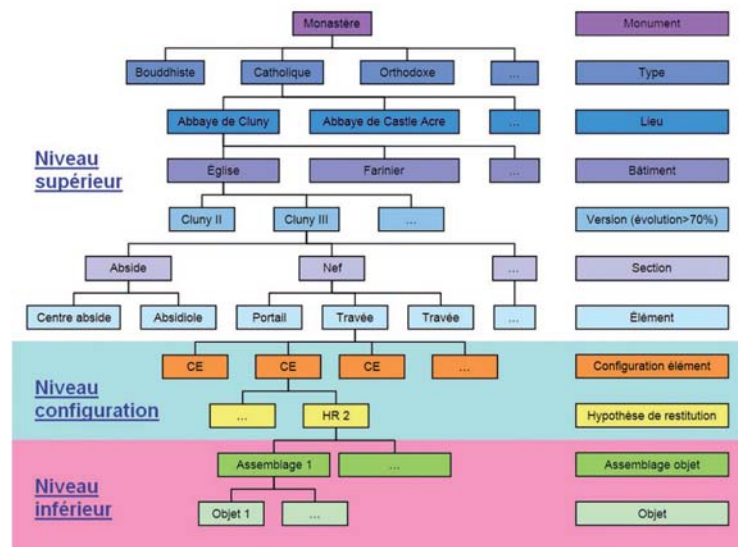 Monastère
Monument
Bouddhiste
Catholique
Orthodoxe
...
Type
Abbaye de Cluny
Abbaye de Castle Acre
...
Lieu
Niveau
supérieur
Église
Farinier
...
Bâtiment
Cluny II
Cluny III
...
Version (évolution>70%)
Abside
Nef
...
Section
Centre abside
Absidiole
Portail
Travée
Travée
...
Élément
Niveau
configuration
CE
CE
CE
...
Configuration élément
...
HR 2
Hypothèse de restitution
Niveau
inférieur
Assemblage 1
...
Assemblage objet
Objet 1
...
Objet